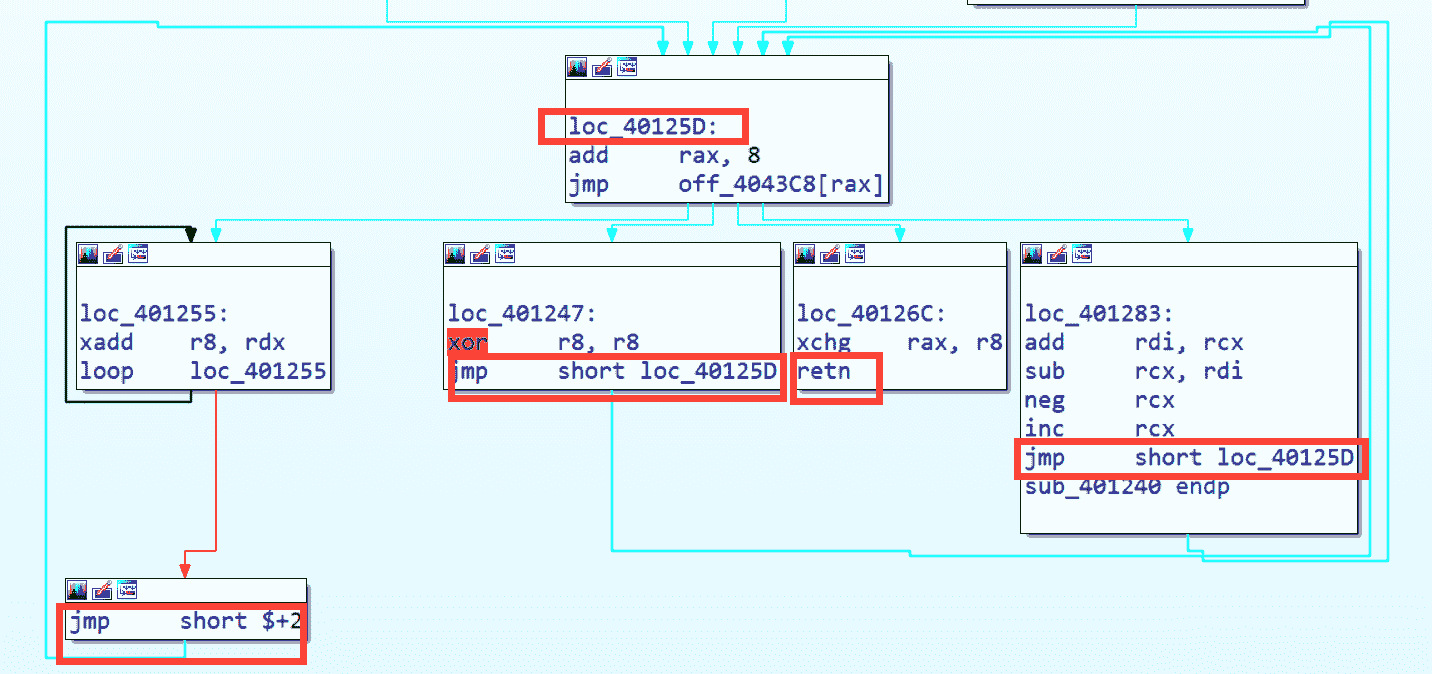 loc_40125D:
add rax, 8
jmp off_4043C8[rax]
loc_401255:
xadd r8, rdx
loop loc_401255
loc_401247:
xor r8, r8
jmp short loc_40125D
loc_40126C:
xchg rax, r8
retn
loc_401283:
add rdi, rcx
sub rcx, rdi
neg rcx
inc rcx
jmp short loc_40125D
sub_401240 endp
jmp short $+2